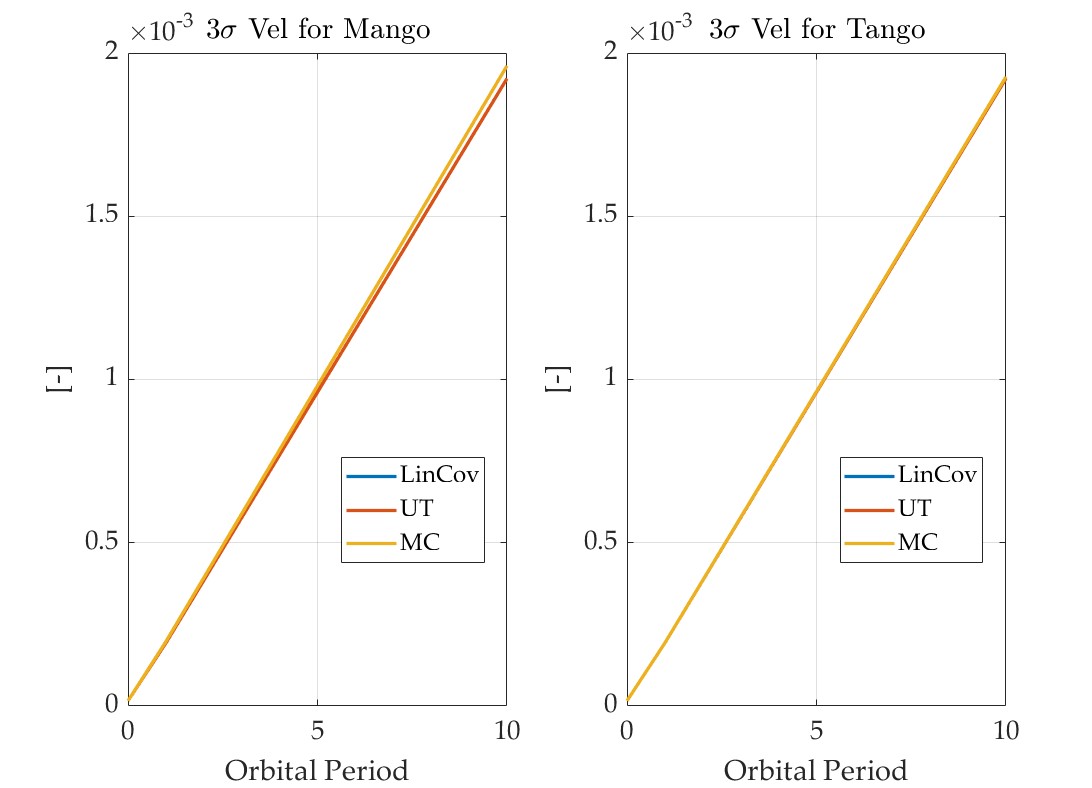 ×10⁻³ 3σ Vel for Mango
2
1.5
1
0.5
0
[-]
LinCov
UT
MC
0 5 10
Orbital Period
×10⁻³ 3σ Vel for Tango
2
1.5
1
0.5
0
[-]
LinCov
UT
MC
0 5 10
Orbital Period